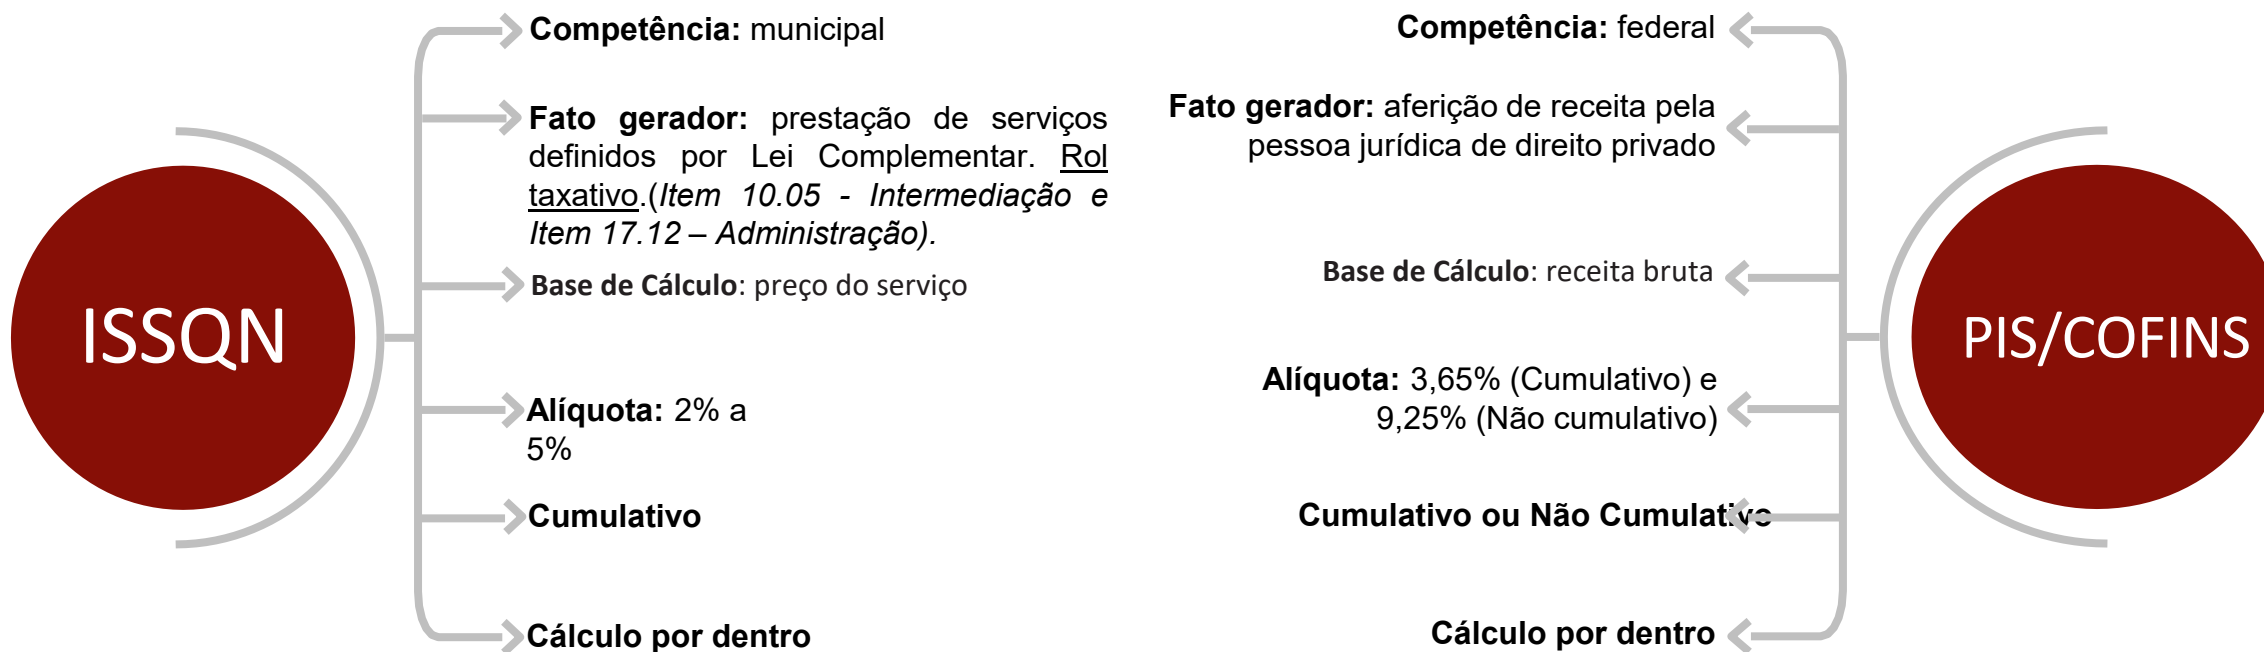 ISSQN
Competência: municipal
Fato gerador: prestação de serviços
definidos por Lei Complementar. Rol
taxativo.(Item 10.05 - Intermediação e
Item 17.12 – Administração).
Base de Cálculo: preço do serviço
Alíquota: 2% a
5%
Cumulativo
Cálculo por dentro
Competência: federal
Fato gerador: aferição de receita pela
pessoa jurídica de direito privado
Base de Cálculo: receita bruta
Alíquota: 3,65% (Cumulativo) e
9,25% (Não cumulativo)
Cumulativo ou Não Cumulativo
Cálculo por dentro
PIS/COFINS